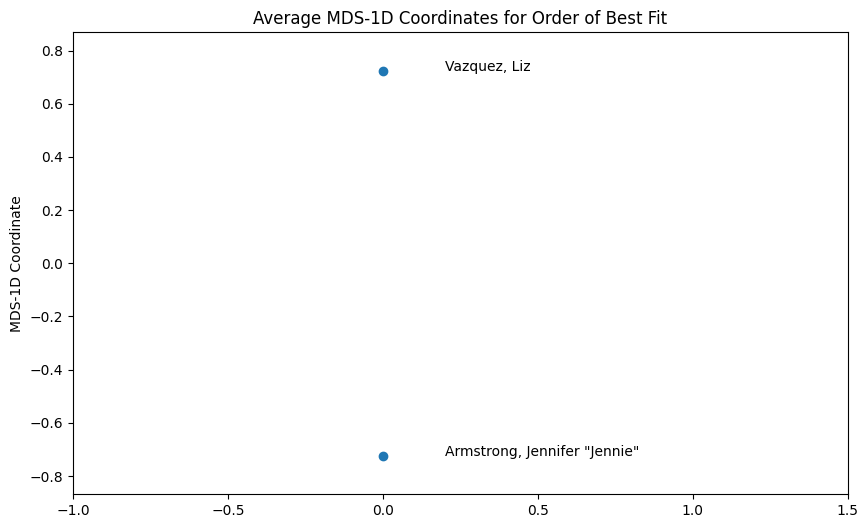 Average MDS-1D Coordinates for Order of Best Fit
MDS-1D Coordinate
0.8
0.6
0.4
0.2
0.0
−0.2
−0.4
−0.6
−0.8
Vazquez, Liz
Armstrong, Jennifer "Jennie"
−1.0 −0.5 0.0 0.5 1.0 1.5